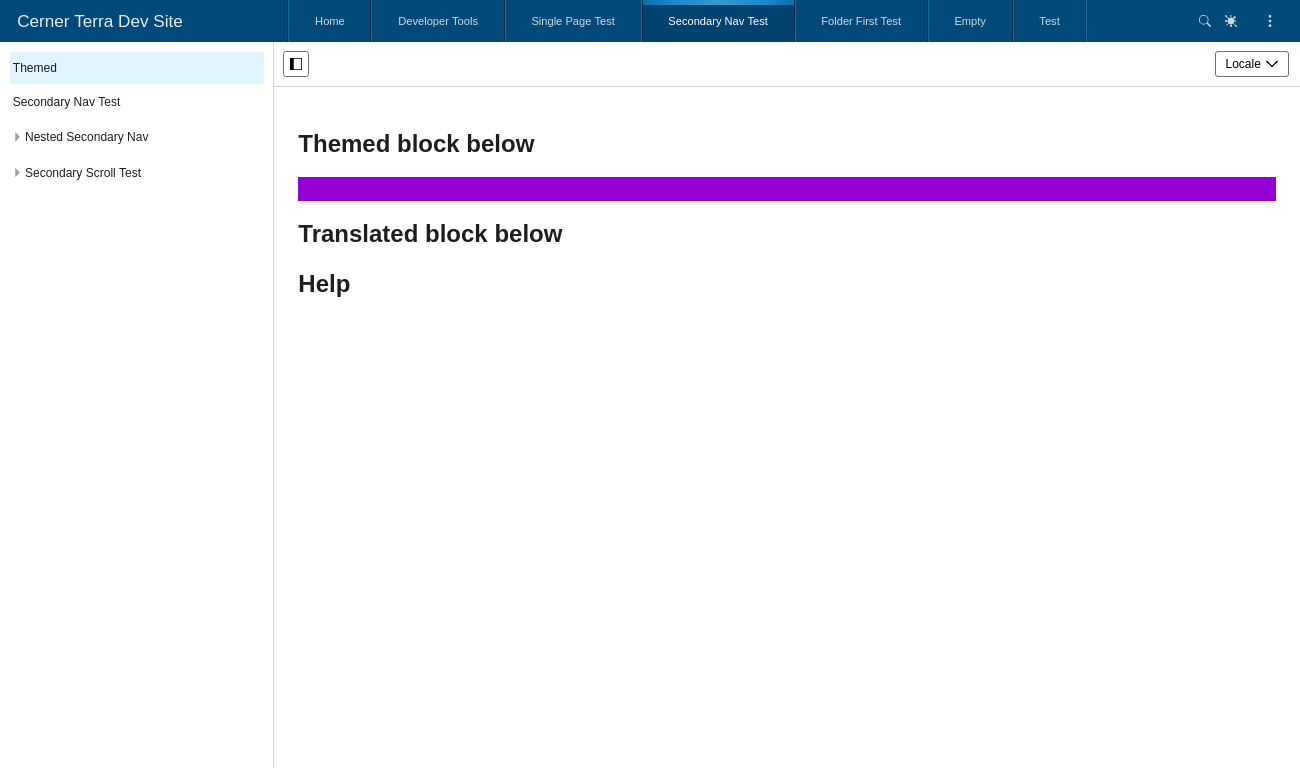 Cerner Terra Dev Site
Home
Developer Tools
Single Page Test
Secondary Nav Test
Folder First Test
Empty
Test
Themed
Secondary Nav Test
Nested Secondary Nav
Secondary Scroll Test
Locale
Themed block below
Translated block below
Help